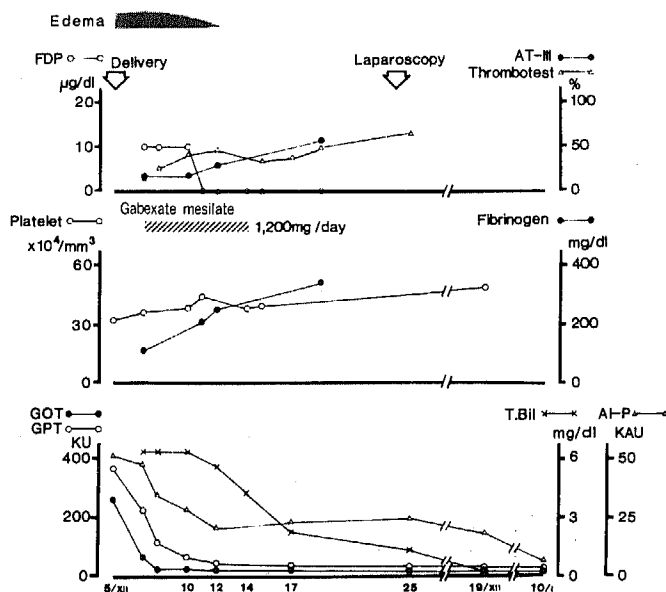 Edema
FDP Delivery Laparoscopy AT-III
Thrombotest
µg/dl %
20 100
10 50
0 0
Gabexate mesilate
Platelet 1,200mg/day Fibrinogen
x10⁴/mm³ mg/dl
60 400
30 200
0 0
GOT T.Bil Al-P
GPT
KU mg/dl KAU
400 6 50
200 3 25
0 0 0
5/XII 10 12 14 17 25 19/XII